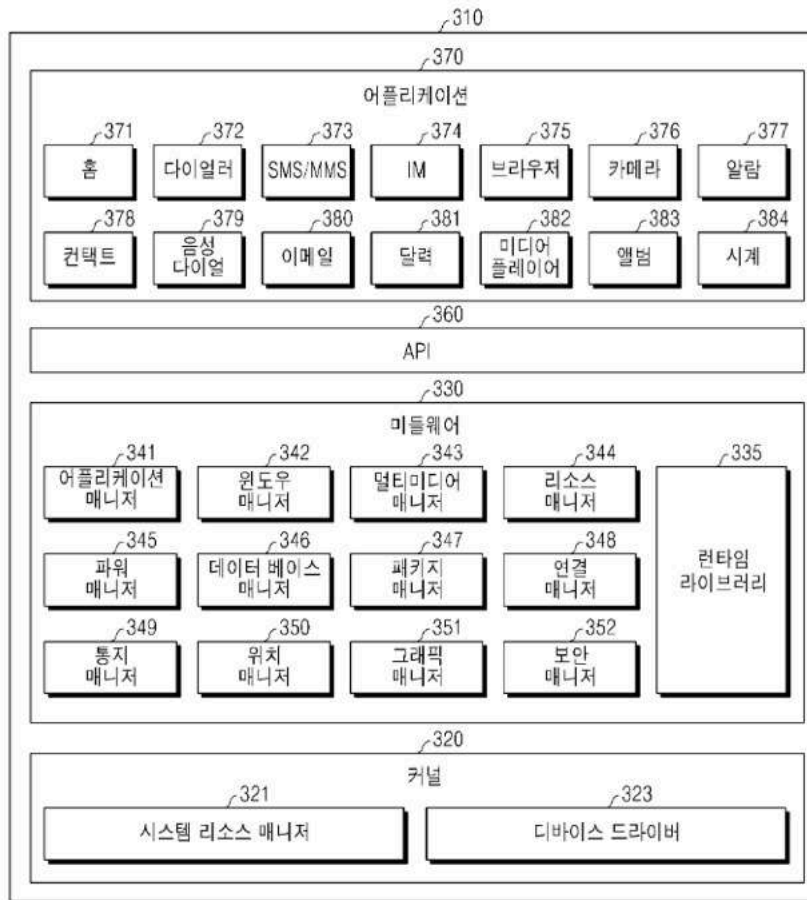 310
370
어플리케이션
371 372 373 374 375 376 377
홈 다이얼러 SMS/MMS IM 브라우저 카메라 알람
378 379 380 381 382 383 384
컨택트 음성 다이얼 이메일 달력 미디어 플레이어 앨범 시계
360
API
330
미들웨어
341 342 343 344 335
어플리케이션 매니저 윈도우 매니저 멀티미디어 매니저 리소스 매니저
345 346 347 348
파워 매니저 데이터 베이스 매니저 패키지 매니저 연결 매니저
런타임 라이브러리
349 350 351 352
통지 매니저 위치 매니저 그래픽 매니저 보안 매니저
320
커널
321 323
시스템 리소스 매니저 디바이스 드라이버